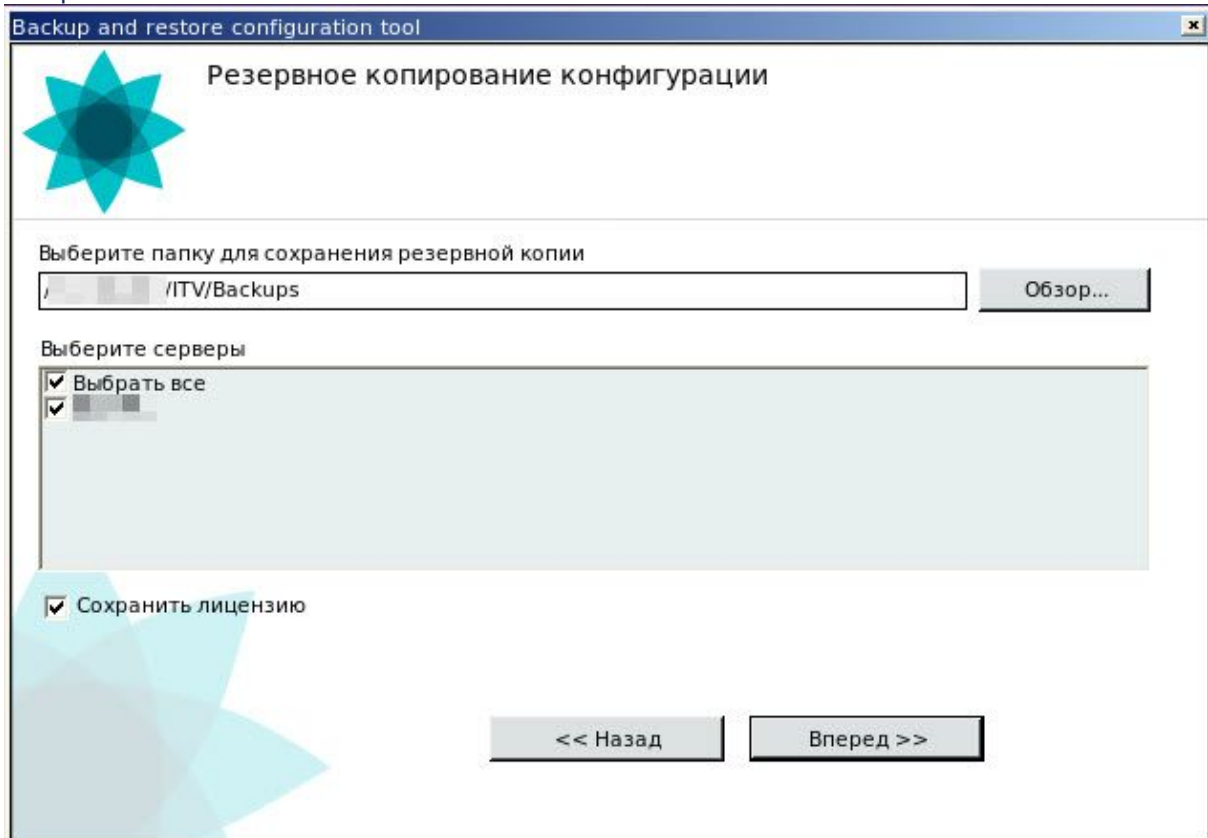 Backup and restore configuration tool
Резервное копирование конфигурации
Выберите папку для сохранения резервной копии
/ITV/Backups
Обзор...
Выберите серверы
Выбрать все
Сохранить лицензию
<< Назад
Вперед >>